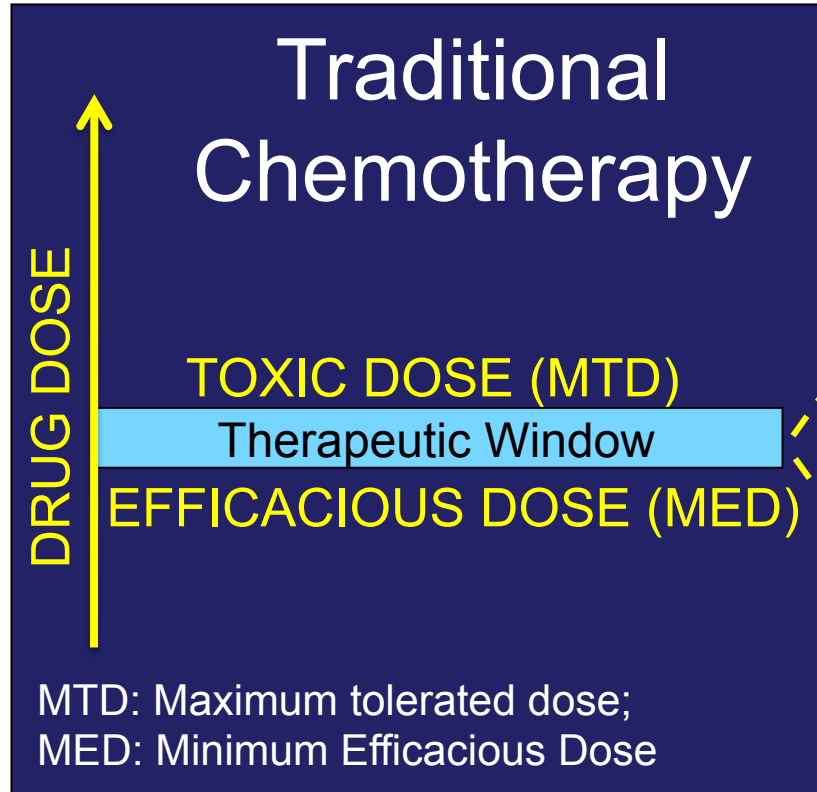 Traditional
Chemotherapy
DRUG DOSE
TOXIC DOSE (MTD)
Therapeutic Window
EFFICACIOUS DOSE (MED)
MTD: Maximum tolerated dose;
MED: Minimum Efficacious Dose